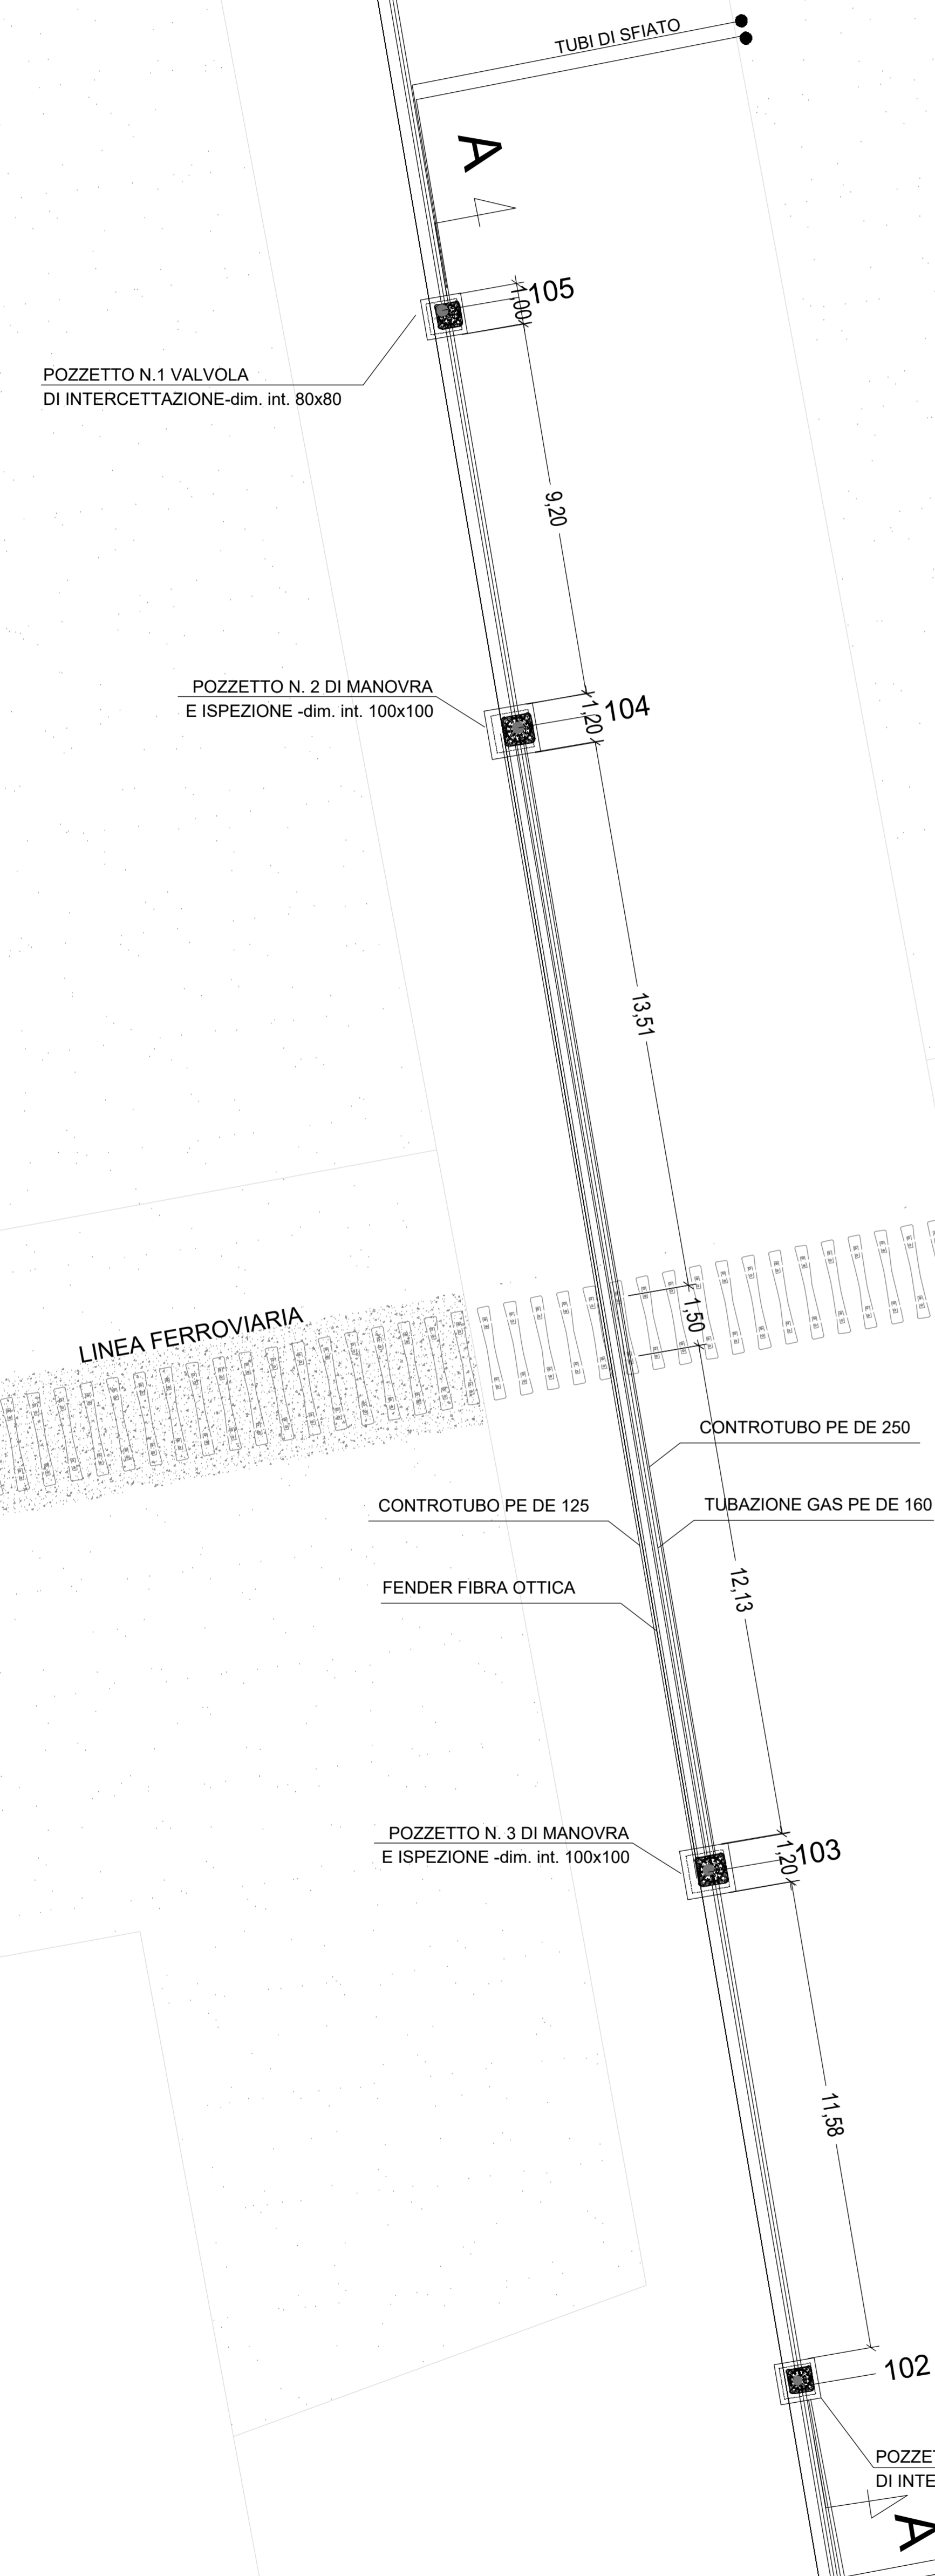 TUBI DI SFIATO
A
105
1,00
POZZETTO N.1 VALVOLA
DI INTERCETTAZIONE-dim. int. 80x80
9,20
POZZETTO N. 2 DI MANOVRA
E ISPEZIONE -dim. int. 100x100
104
1,20
13,51
LINEA FERROVIARIA
1,50
CONTROTUBO PE DE 250
CONTROTUBO PE DE 125
TUBAZIONE GAS PE DE 160
FENDER FIBRA OTTICA
12,13
POZZETTO N. 3 DI MANOVRA
E ISPEZIONE -dim. int. 100x100
103
1,20
11,58
102
POZZET
DI INTE
A